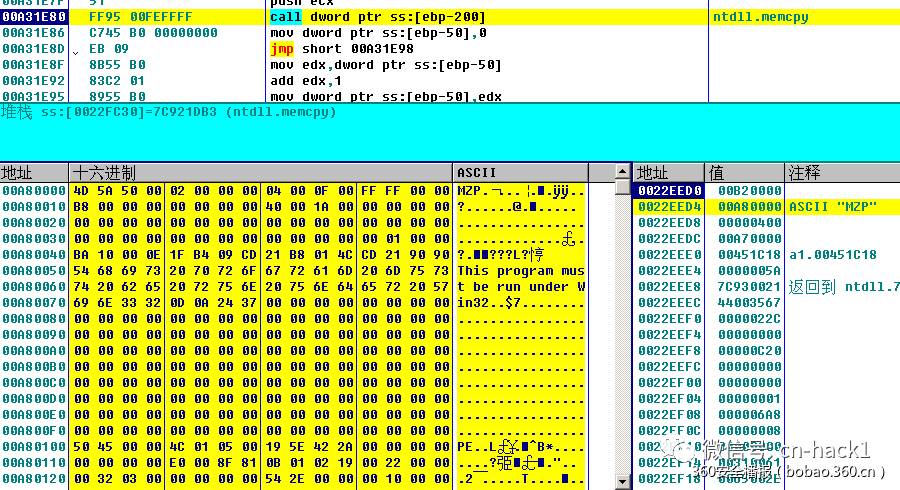 00A31E7F 51 push ecx
00A31E80 FF95 00FEFFFF call dword ptr ss:[ebp-200] ntdll.memcpy
00A31E86 C745 B0 00000000 mov dword ptr ss:[ebp-50],0
00A31E8D EB 09 jmp short 00A31E98
00A31E8F 8B55 B0 mov edx,dword ptr ss:[ebp-50]
00A31E92 83C2 01 add edx,1
00A31E95 8955 B0 mov dword ptr ss:[ebp-50],edx
堆栈 ss:[0022FC30]=7C921DB3 (ntdll.memcpy)
地址 十六进制 ASCII
00A80000 4D 5A 50 00 02 00 00 00 04 00 0F 00 FF FF 00 00 MZP
00A80010 B8 00 00 00 00 00 00 00 40 00 1A 00 00 00 00 00 ?.......@.
00A80020 00 00 00 00 00 00 00 00 00 00 00 00 00 00 00 00 ................
00A80030 00 00 00 00 00 00 00 00 00 00 00 00 00 01 00 00
00A80040 BA 10 00 0E 1F B4 09 CD 21 B8 01 4C CD 21 90 90
00A80050 54 68 69 73 20 70 72 6F 67 72 61 6D 20 6D 75 73 This program mus
00A80060 74 20 62 65 20 72 75 6E 20 75 6E 64 65 72 20 57 t be run under W
00A80070 69 6E 33 32 0D 0A 24 37 00 00 00 00 00 00 00 00 in32..$7........
00A80080 00 00 00 00 00 00 00 00 00 00 00 00 00 00 00 00 ................
00A80090 00 00 00 00 00 00 00 00 00 00 00 00 00 00 00 00 ................
00A800A0 00 00 00 00 00 00 00 00 00 00 00 00 00 00 00 00 ................
00A800B0 00 00 00 00 00 00 00 00 00 00 00 00 00 00 00 00 ................
00A800C0 00 00 00 00 00 00 00 00 00 00 00 00 00 00 00 00 ................
00A800D0 00 00 00 00 00 00 00 00 00 00 00 00 00 00 00 00 ................
00A800E0 00 00 00 00 00 00 00 00 00 00 00 00 00 00 00 00 ................
00A800F0 00 00 00 00 00 00 00 00 00 00 00 00 00 00 00 00 ................
00A80100 50 45 00 00 4C 01 05 00 19 5E 42 2A 00 00 00 00 PE..L
00A80110 00 00 00 00 E0 00 8F 81 0B 01 02 19 00 22 00 00
00A80120 00 32 03 00 00 00 00 00 54 2E 00 00 00 10 00 00 .2......T.
地址 值 注释
0022EED0 00B20000
0022EED4 00A80000 ASCII "MZP"
0022EED8 00000400
0022EEDC 00A70000
0022EEE0 00451C18 a1.00451C18
0022EEE4 0000005A
0022EEE8 7C930021 返回到 ntdll.7
0022EEEC 44003567
0022EEF0 0000022C
0022EEF4 00000000
0022EEF8 00000C20
0022EEFC 00000000
0022EF00 00000000
0022EF04 00000001
0022EF08 000006A8
0022EF0C 00000008
0022EF18
微信号: cn-hack1
360安全播报(bobao.360.cn)